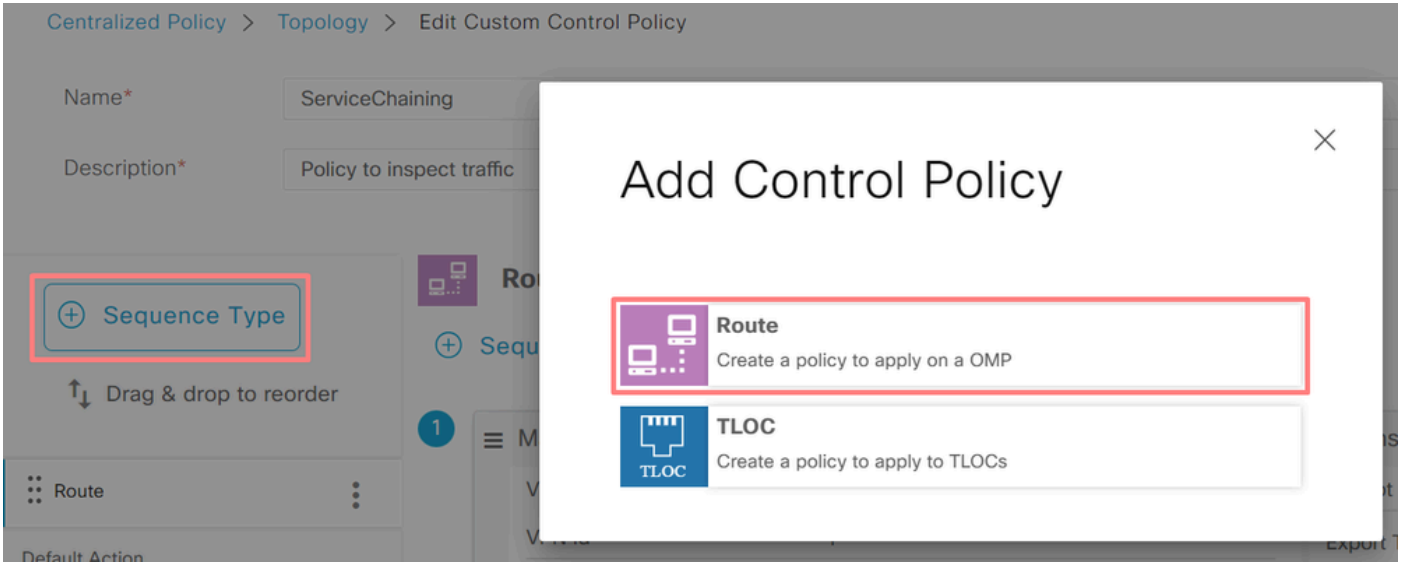 Centralized Policy > Topology > Edit Custom Control Policy
Name*
ServiceChaining
Description*
Policy to inspect traffic
Add Control Policy
Sequence Type
Drag & drop to reorder
Route
Create a policy to apply on a OMP
TLOC
TLOC
Create a policy to apply to TLOCs
1
Route
Default Action